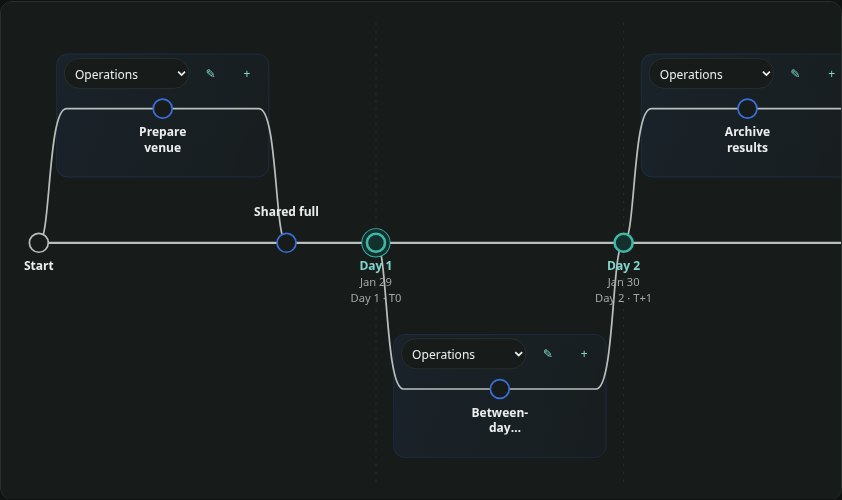 Operations ✎ +
Operations ✎ +
Prepare
venue
Archive
results
Shared full
Start
Day 1
Jan 29
Day 1 · T0
Day 2
Jan 30
Day 2 · T+1
Operations ✎ +
Between-
day...